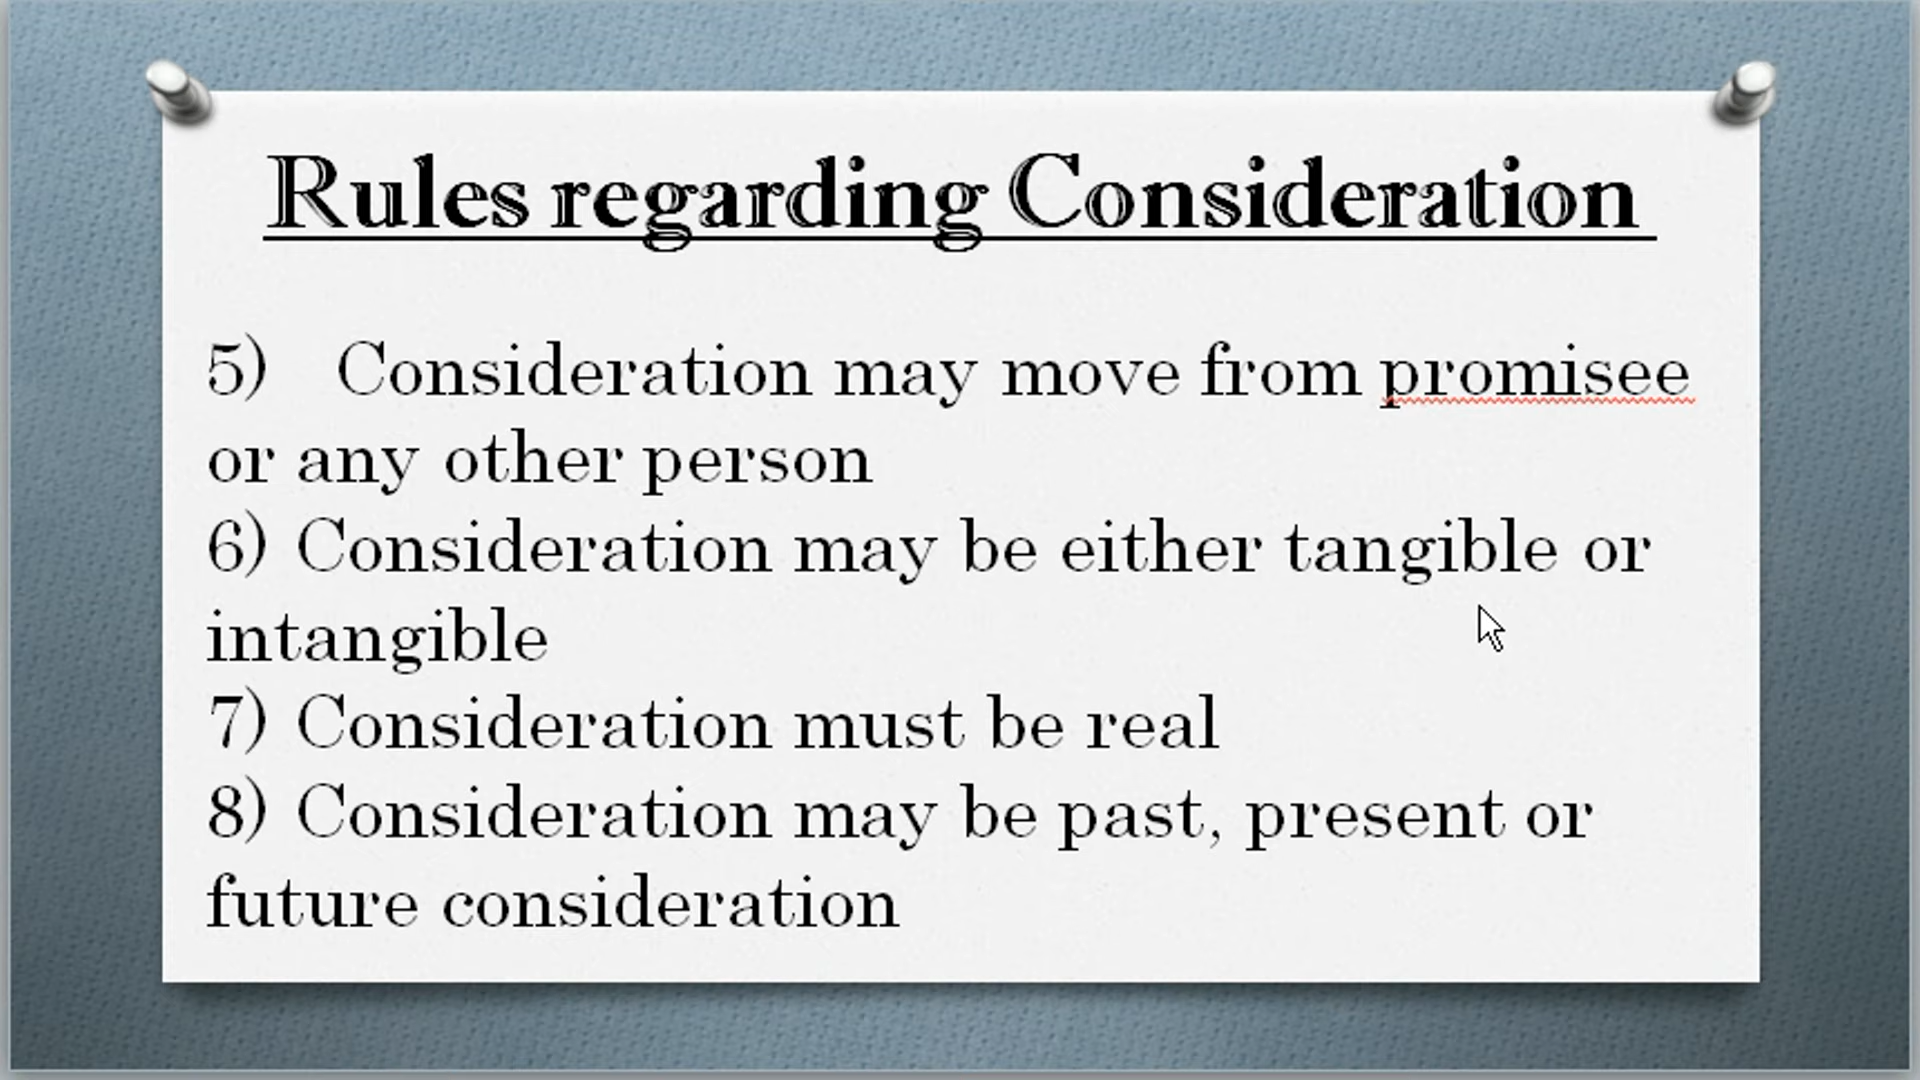 Rules regarding Consideration
5) Consideration may move from promisee
or any other person
6) Consideration may be either tangible or
intangible
7) Consideration must be real
8) Consideration may be past, present or
future consideration